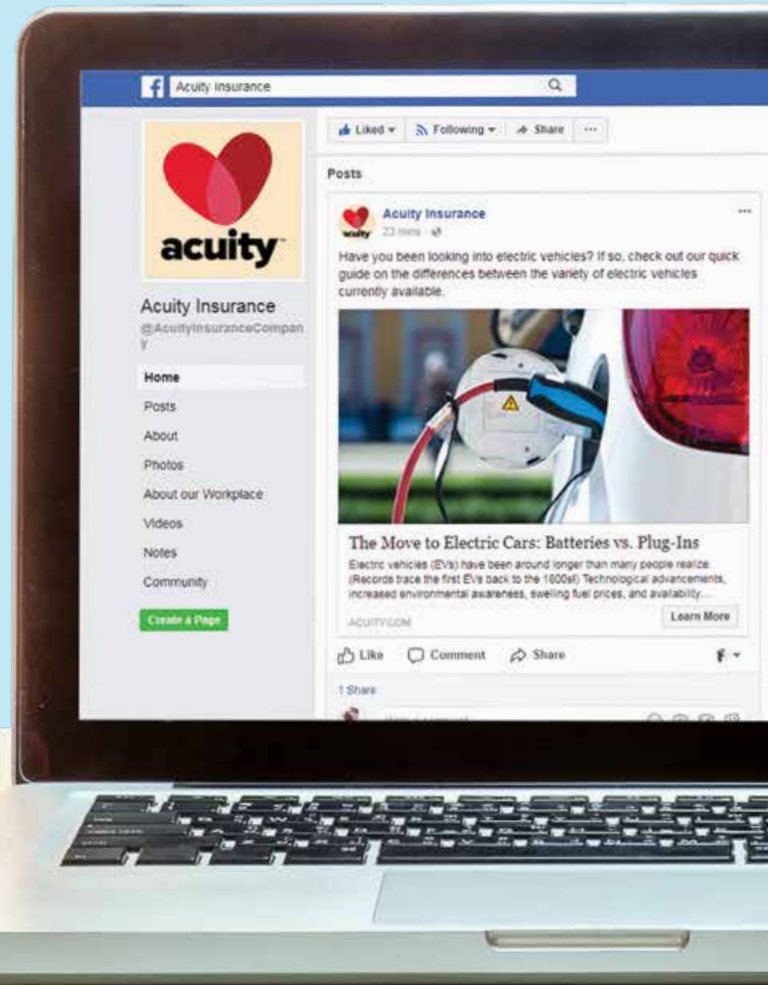 f
Acuity Insurance
acuity
Acuity Insurance
@AcuityInsuranceCompan
y
Home
Posts
About
Photos
About our Workplace
Videos
Notes
Community
Create a Page
Liked
Following
Share
Posts
acuity
Acuity Insurance
23 mins
Have you been looking into electric vehicles? If so, check out our quick
guide on the differences between the variety of electric vehicles
currently available.
The Move to Electric Cars: Batteries vs. Plug-Ins
Electric vehicles (EVs) have been around longer than many people realize.
(Records trace the first EVs back to the 1800s!) Technological advancements,
increased environmental awareness, swelling fuel prices, and availability...
ACUITY.COM
Learn More
Like Comment Share
1 Share